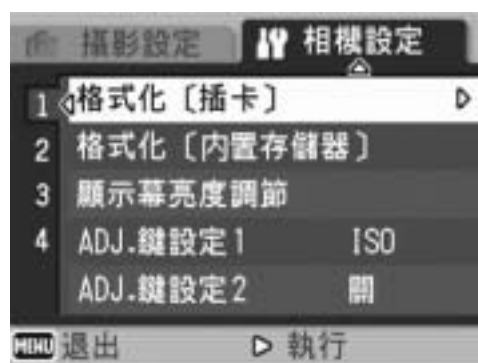 攝影設定 相機設定
1 格式化〔插卡〕
2 格式化〔內置存儲器〕
3 顯示幕亮度調節
4 ADJ.鍵設定1 ISO
ADJ.鍵設定2 關
MENU 退出 執行